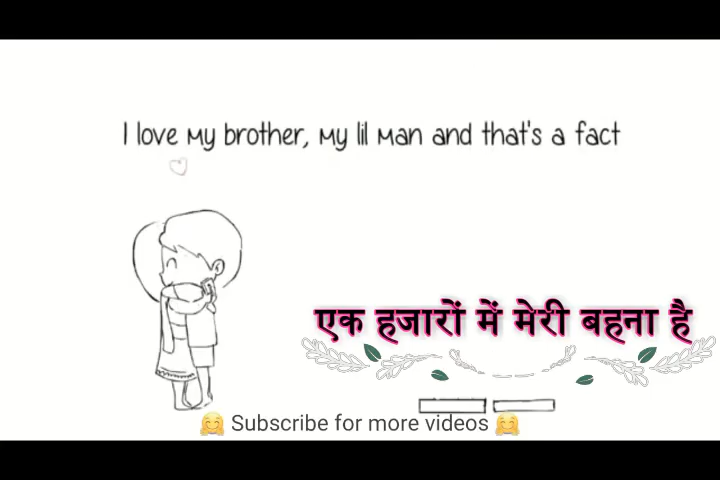 I love my brother, my lil man and that's a fact
एक हजारों में मेरी बहना है
🤗 Subscribe for more videos 🤗